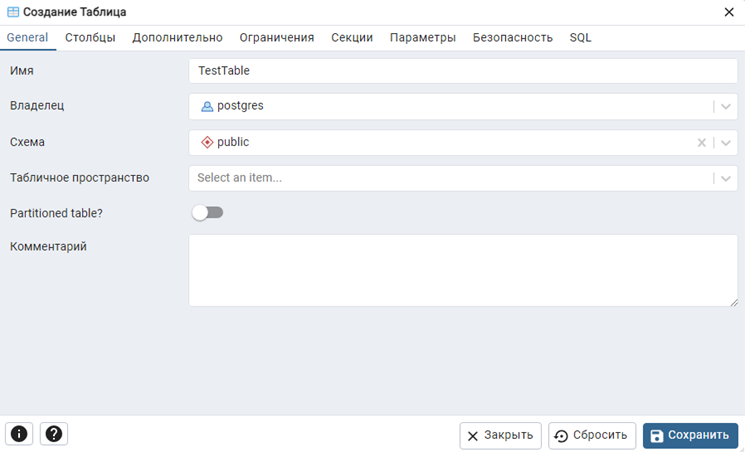 Создание Таблица
General Столбцы Дополнительно Ограничения Секции Параметры Безопасность SQL
Имя TestTable
Владелец postgres
Схема public
Табличное пространство Select an item...
Partitioned table?
Комментарий
Закрыть Сбросить Сохранить